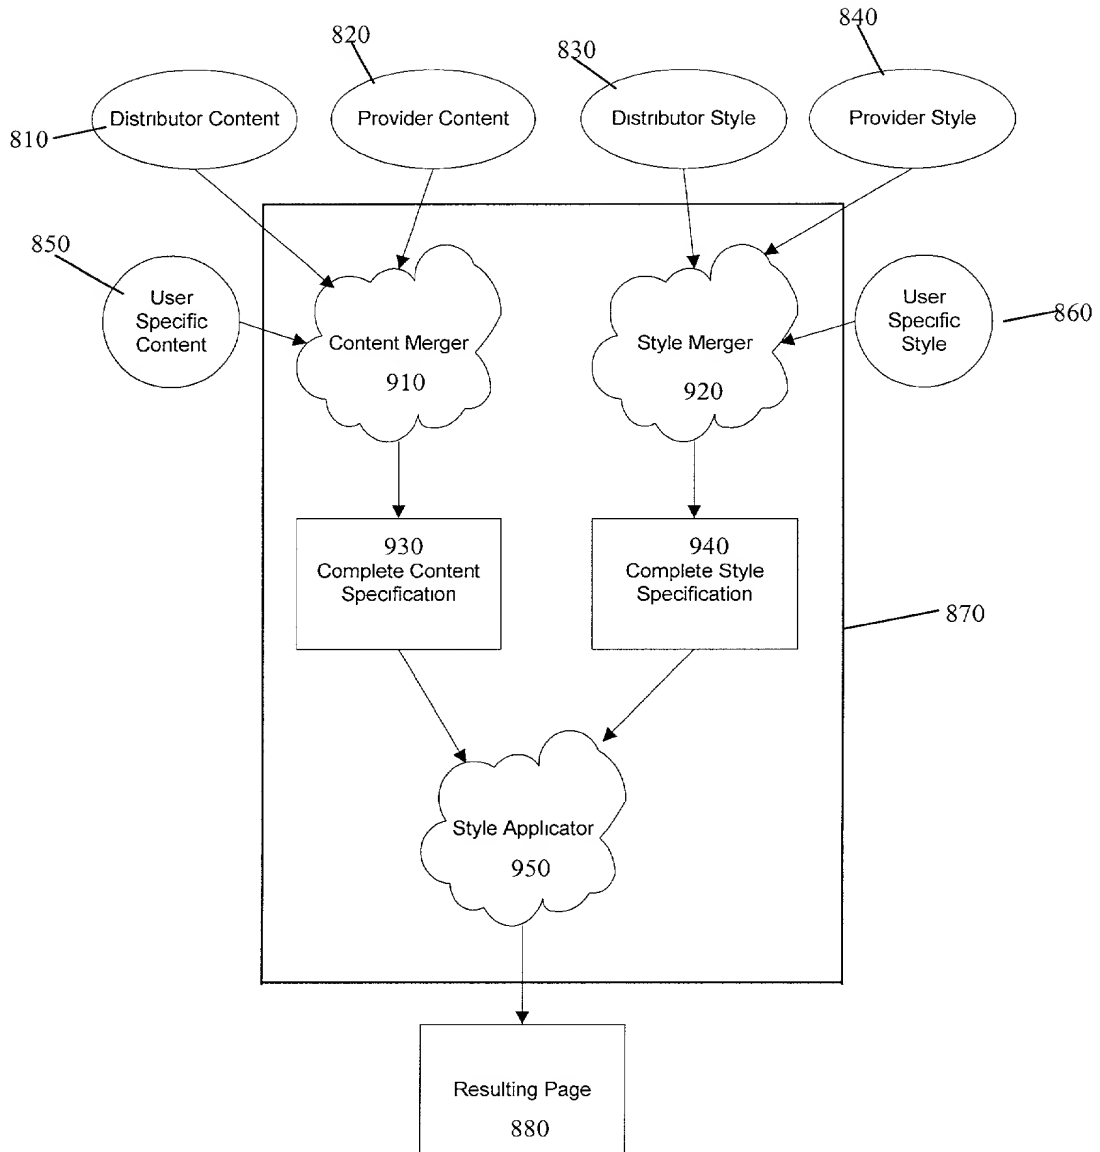 840
820
830
Distributor Content
Provider Content
Distributor Style
Provider Style
810
850
User
Specific
Content
User
Specific
Style
860
Content Merger
910
Style Merger
920
930
Complete Content
Specification
940
Complete Style
Specification
870
Style Applicator
950
Resulting Page
880